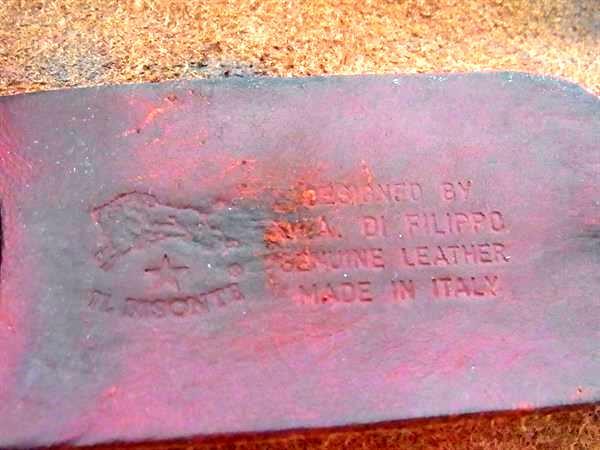 IL BISONTE
DESIGNED BY
W.A. DI FILIPPO
GENUINE LEATHER
MADE IN ITALY